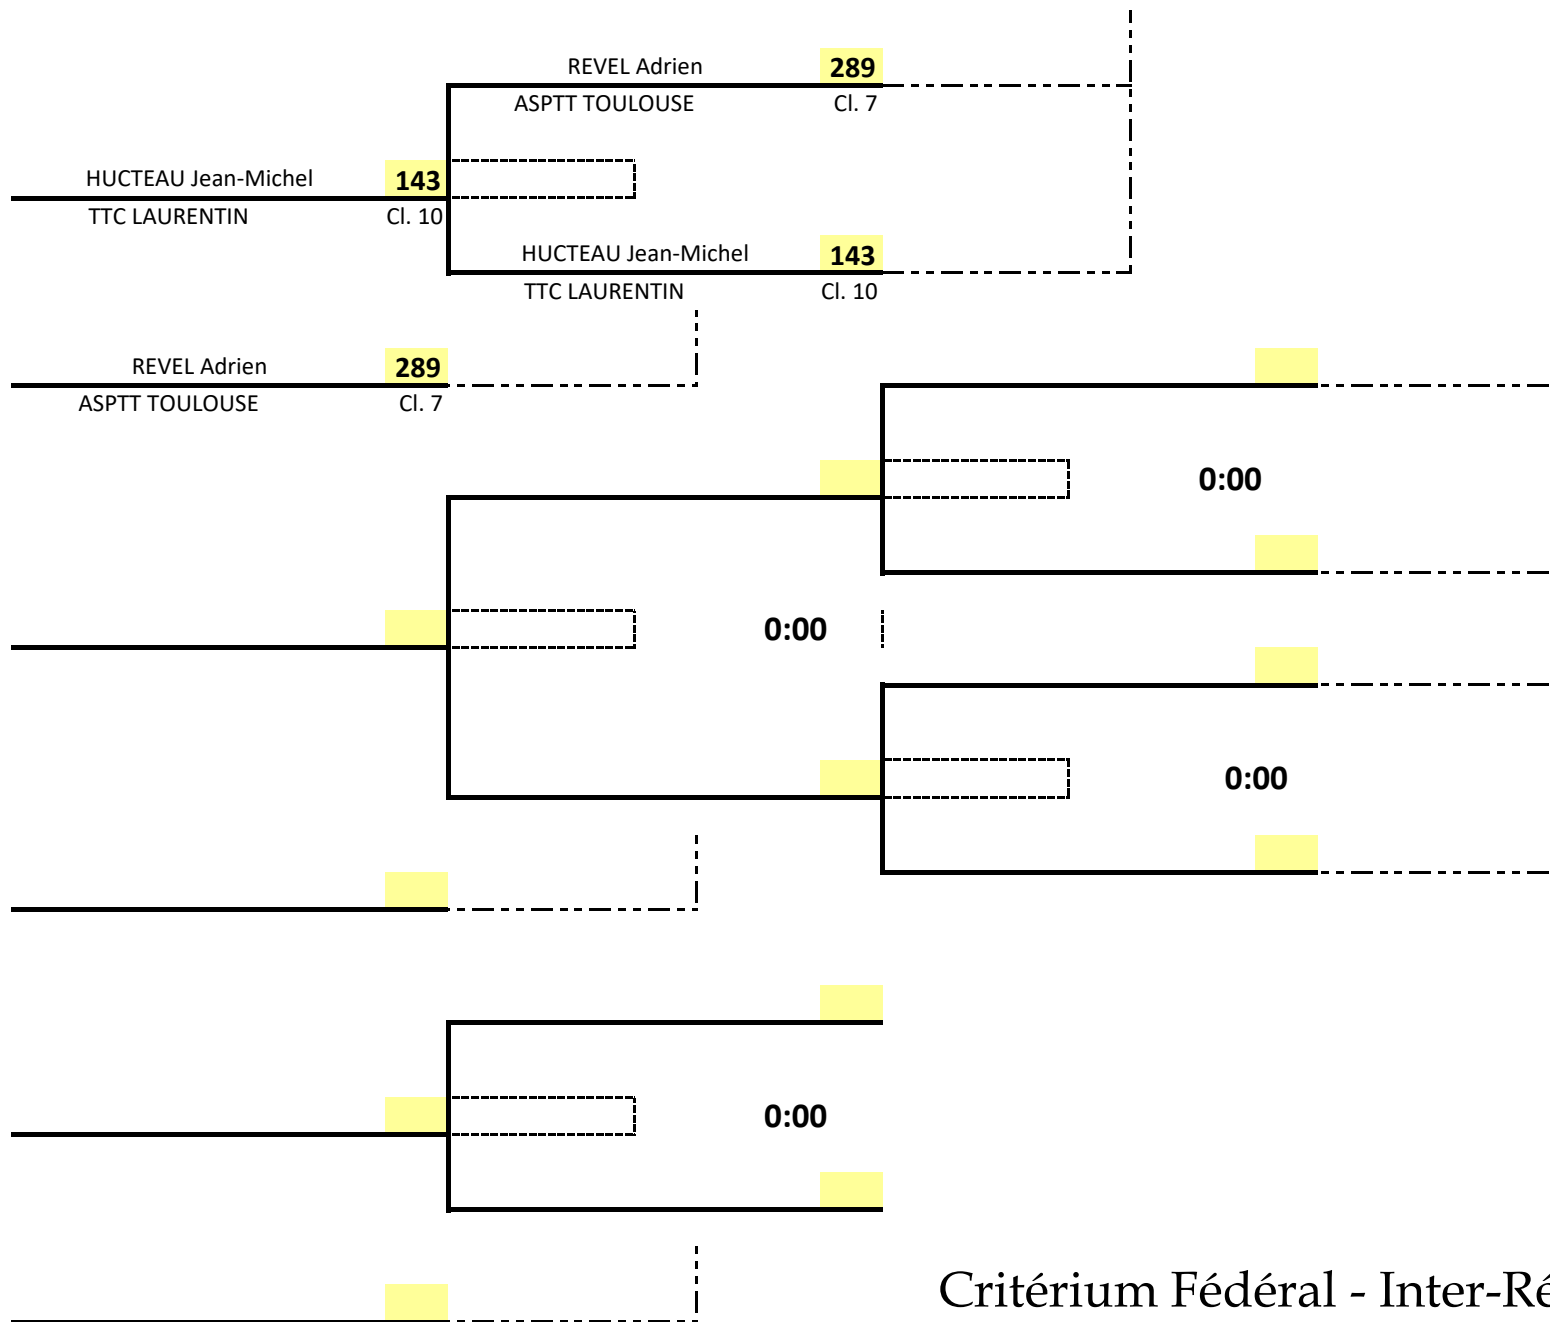 REVEL Adrien 289
ASPTT TOULOUSE Cl. 7
HUCTEAU Jean-Michel 143
TTC LAURENTIN Cl. 10
HUCTEAU Jean-Michel 143
TTC LAURENTIN Cl. 10
REVEL Adrien 289
ASPTT TOULOUSE Cl. 7
0:00
0:00
0:00
0:00
Critérium Fédéral - Inter-Ré